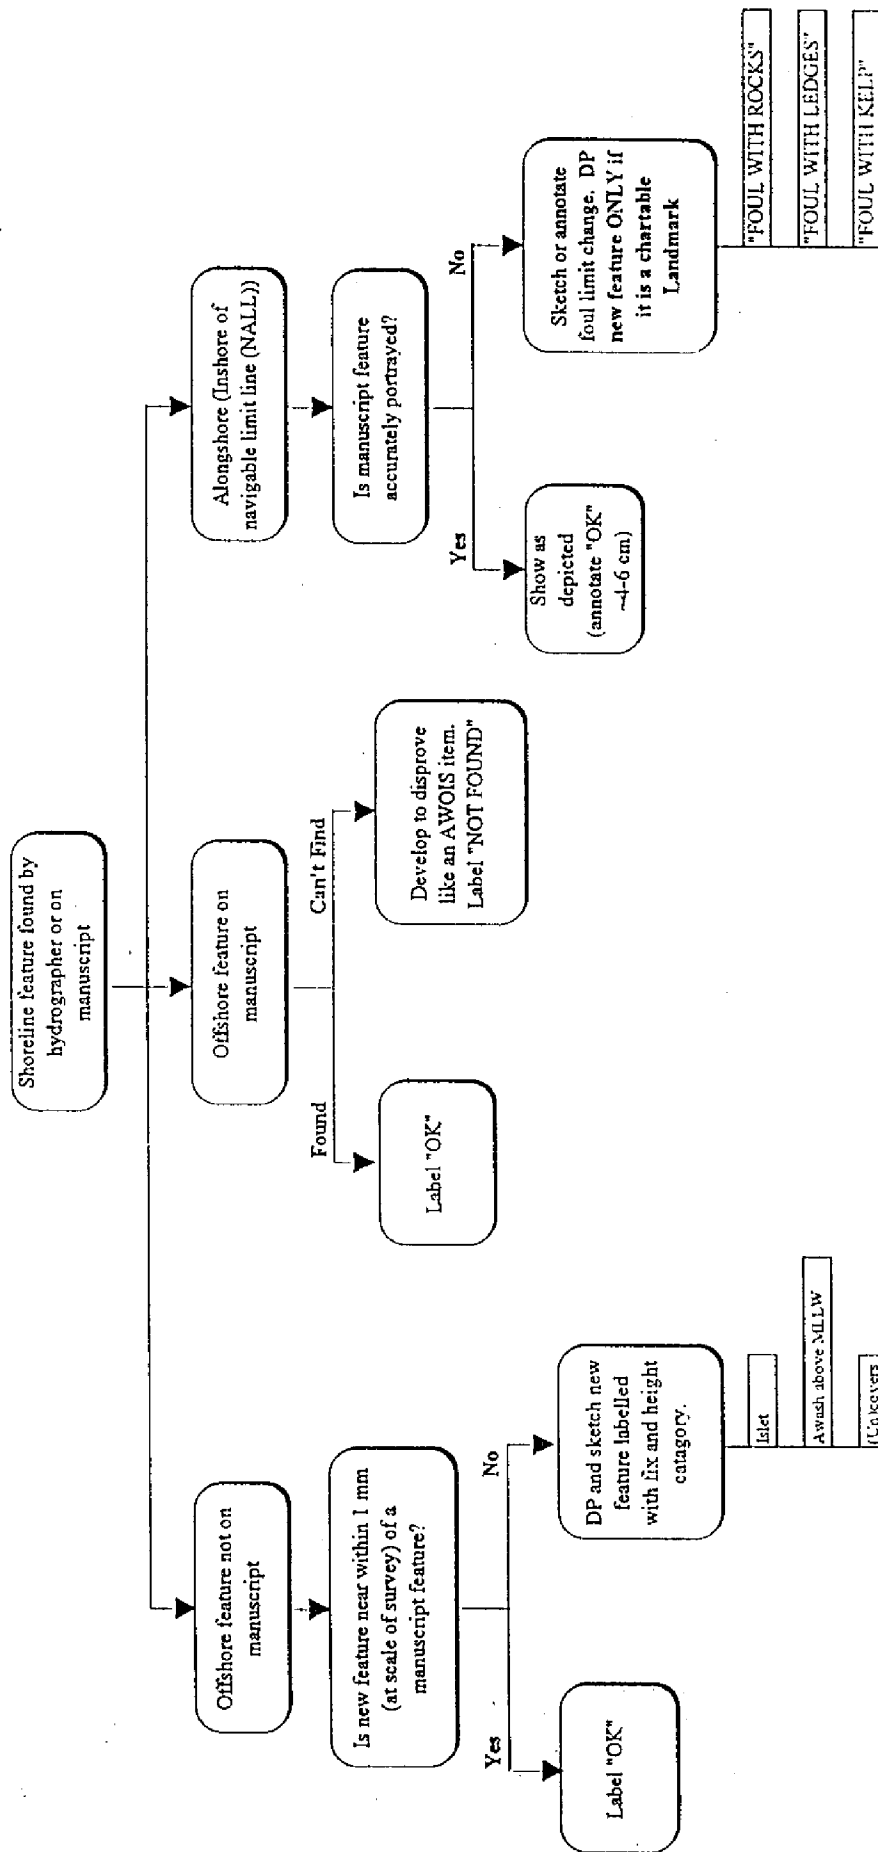 Shoreline feature found by
hydrographer or on
manuscript
Offshore feature not on
manuscript
Is new feature near within 1 mm
(at scale of survey) of a
manuscript feature?
Yes
No
Label "OK"
DP and sketch new
feature labelled
with fix and height
catagory.
Islet
Awash above MLLW
Offshore feature on
manuscript
Found
Can't Find
Label "OK"
Develop to disprove
like an AWOIS item.
Label "NOT FOUND"
Alongshore (Inshore of
navigable limit line (NALL))
Is manuscript feature
accurately portrayed?
Yes
No
Show as
depicted
(annotate "OK"
~4-6 cm)
Sketch or annotate
foul limit change. DP
new feature ONLY if
it is a chartable
Landmark
"FOUL WITH ROCKS"
"FOUL WITH LEDGES"
"FOUL WITH KELP"